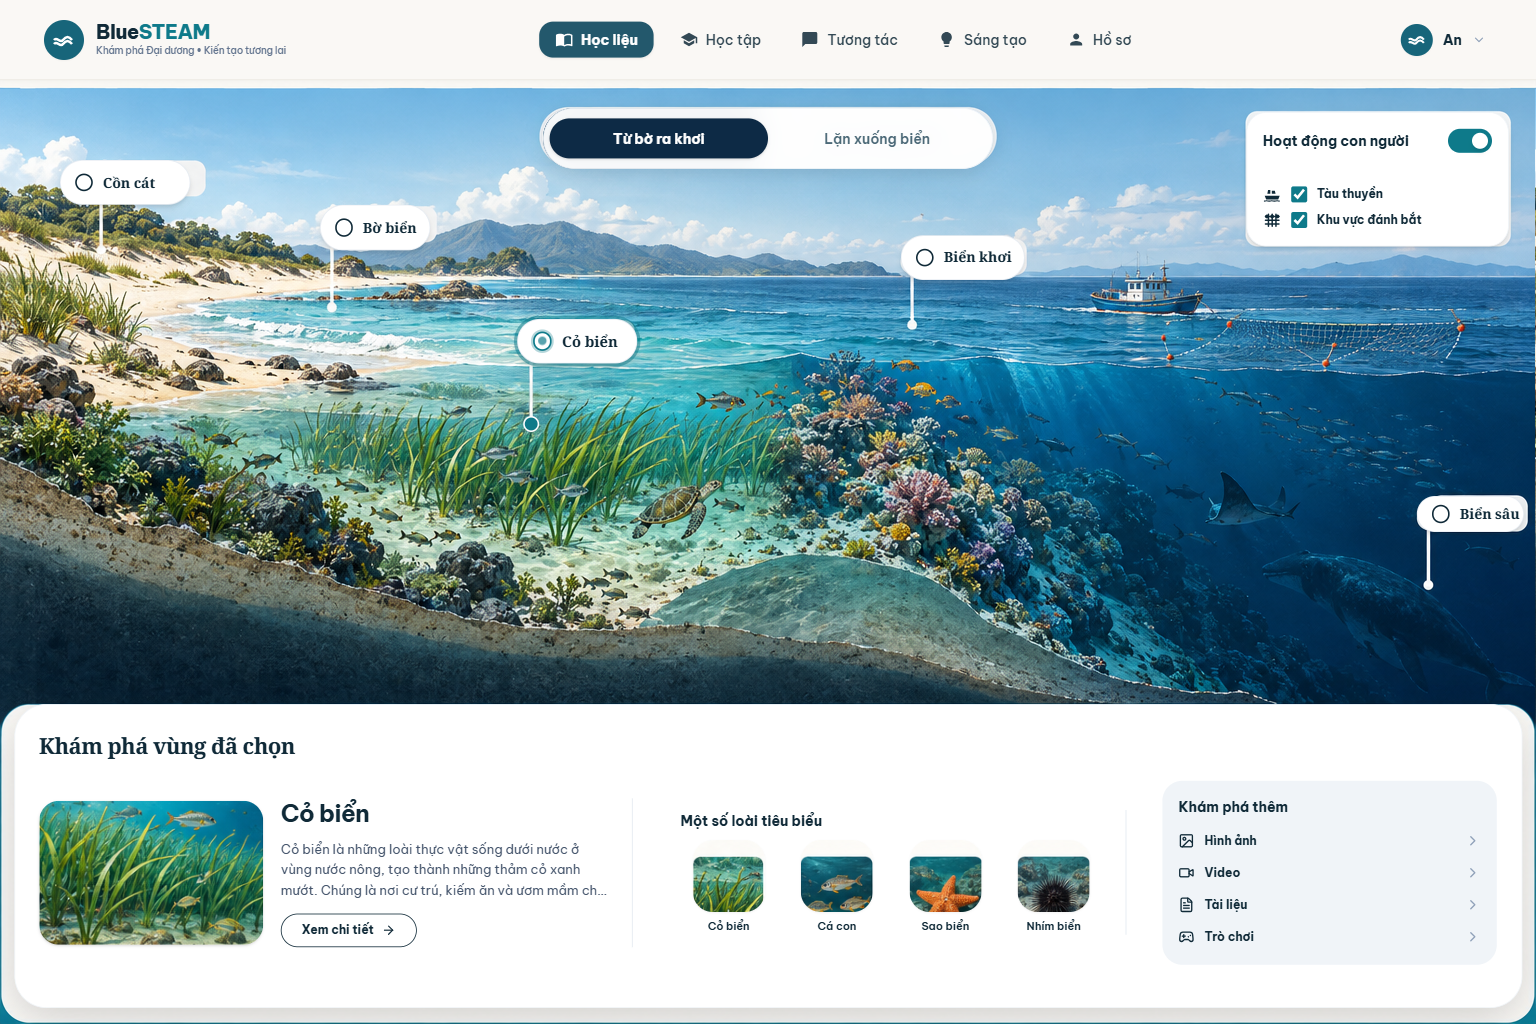 BlueSTEAM
Khám phá Đại dương • Kiến tạo tương lai
Học liệu
Học tập
Tương tác
Sáng tạo
Hồ sơ
An
Từ bờ ra khơi
Lặn xuống biển
Hoạt động con người
Tàu thuyền
Khu vực đánh bắt
Cồn cát
Bờ biển
Biển khơi
Cỏ biển
Biển sâu
Khám phá vùng đã chọn
Cỏ biển
Cỏ biển là những loài thực vật sống dưới nước ở
vùng nước nông, tạo thành những thảm cỏ xanh
mướt. Chúng là nơi cư trú, kiếm ăn và ươm mầm ch...
Xem chi tiết
Một số loài tiêu biểu
Cỏ biển
Cá con
Sao biển
Nhím biển
Khám phá thêm
Hình ảnh
Video
Tài liệu
Trò chơi